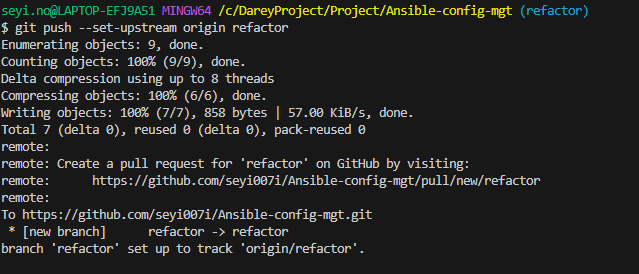 seyi.no@LAPTOP-EFJ9A51 MINGW64 /c/DareyProject/Project/Ansible-config-mgt (refactor)
$ git push --set-upstream origin refactor
Enumerating objects: 9, done.
Counting objects: 100% (9/9), done.
Delta compression using up to 8 threads
Compressing objects: 100% (6/6), done.
Writing objects: 100% (7/7), 858 bytes | 57.00 KiB/s, done.
Total 7 (delta 0), reused 0 (delta 0), pack-reused 0
remote:
remote: Create a pull request for 'refactor' on GitHub by visiting:
remote:      https://github.com/seyi007i/Ansible-config-mgt/pull/new/refactor
remote:
To https://github.com/seyi007i/Ansible-config-mgt.git
 * [new branch]      refactor -> refactor
branch 'refactor' set up to track 'origin/refactor'.